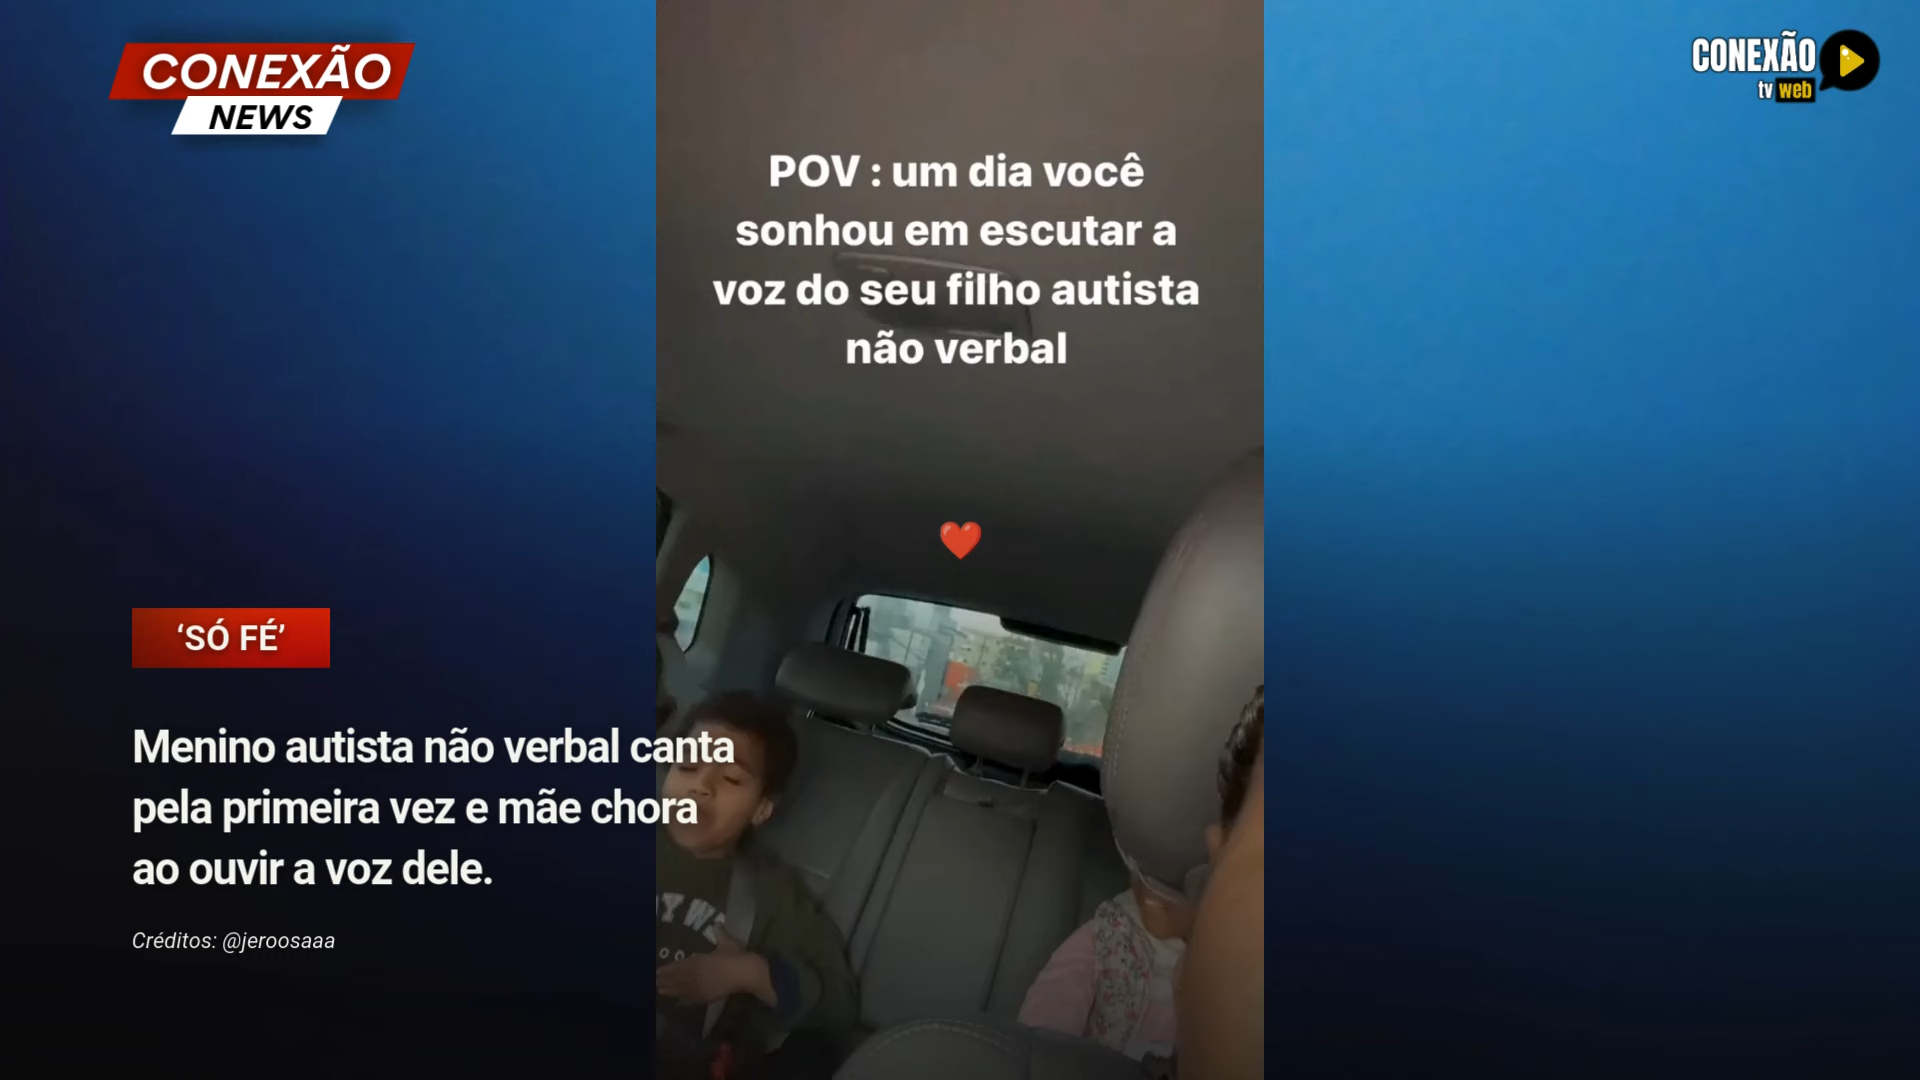 CONEXÃO
NEWS
CONEXÃO
tv web
POV : um dia você
sonhou em escutar a
voz do seu filho autista
não verbal
‘SÓ FÉ’
Menino autista não verbal canta
pela primeira vez e mãe chora
ao ouvir a voz dele.
Créditos: @jeroosaaa